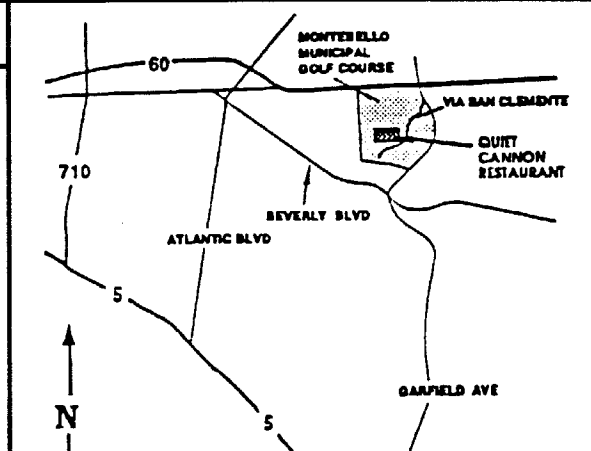 MONTEBELLO
MUNICIPAL
GOLF COURSE
60
VIA SAN CLEMENTE
QUIET
CANNON
RESTAURANT
710
BEVERLY BLVD
ATLANTIC BLVD
5
GARFIELD AVE
N
5